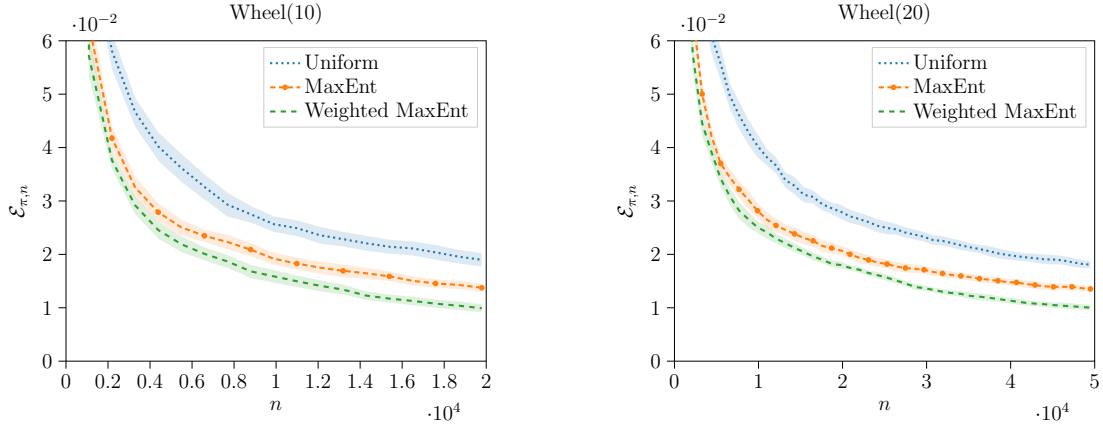 Wheel(10)
·10⁻²
6
5
4
3
2
1
0
ℰπ,n
Uniform
MaxEnt
Weighted MaxEnt
0 0.2 0.4 0.6 0.8 1 1.2 1.4 1.6 1.8 2
n
·10⁴
Wheel(20)
·10⁻²
6
5
4
3
2
1
0
ℰπ,n
Uniform
MaxEnt
Weighted MaxEnt
0 1 2 3 4 5
n
·10⁴